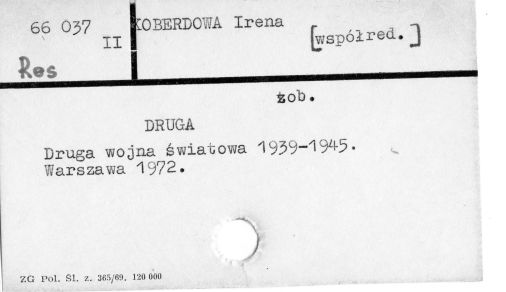 66 037
II
Res
KOBERDOWA Irena
[współred.]
zob.
DRUGA
Druga wojna światowa 1939-1945.
Warszawa 1972.
ZG Pol. Śl. z. 365/69. 120 000